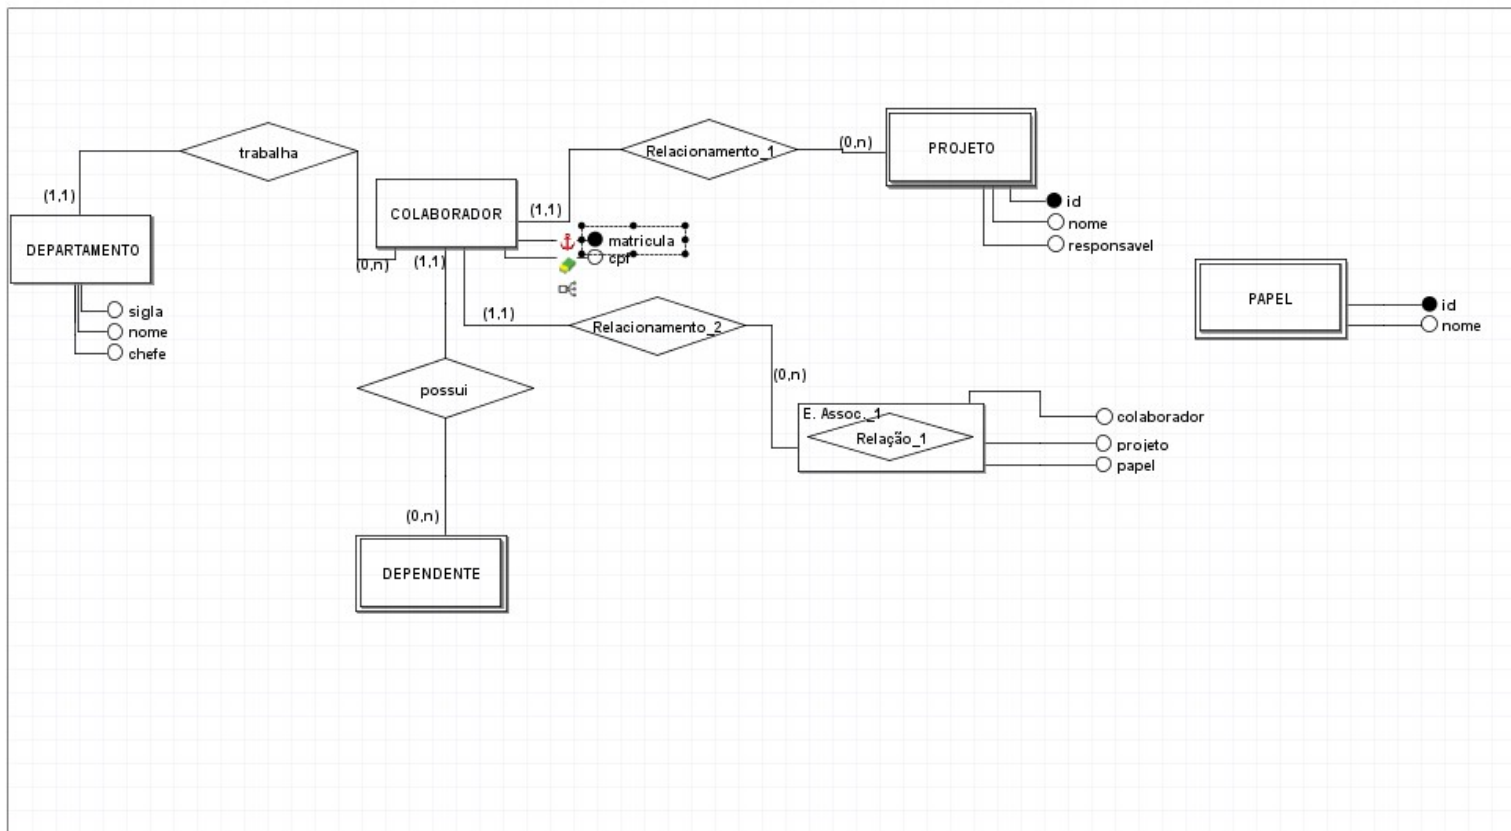 trabalha
Relacionamento_1
(0,n)
PROJETO
(1,1)
COLABORADOR
(1,1)
id
nome
responsavel
DEPARTAMENTO
(0,n)
(1,1)
matricula
cpf
PAPEL
id
nome
sigla
nome
chefe
(1,1)
Relacionamento_2
(0,n)
possui
E. Assoc._1
Relação_1
colaborador
projeto
papel
(0,n)
DEPENDENTE